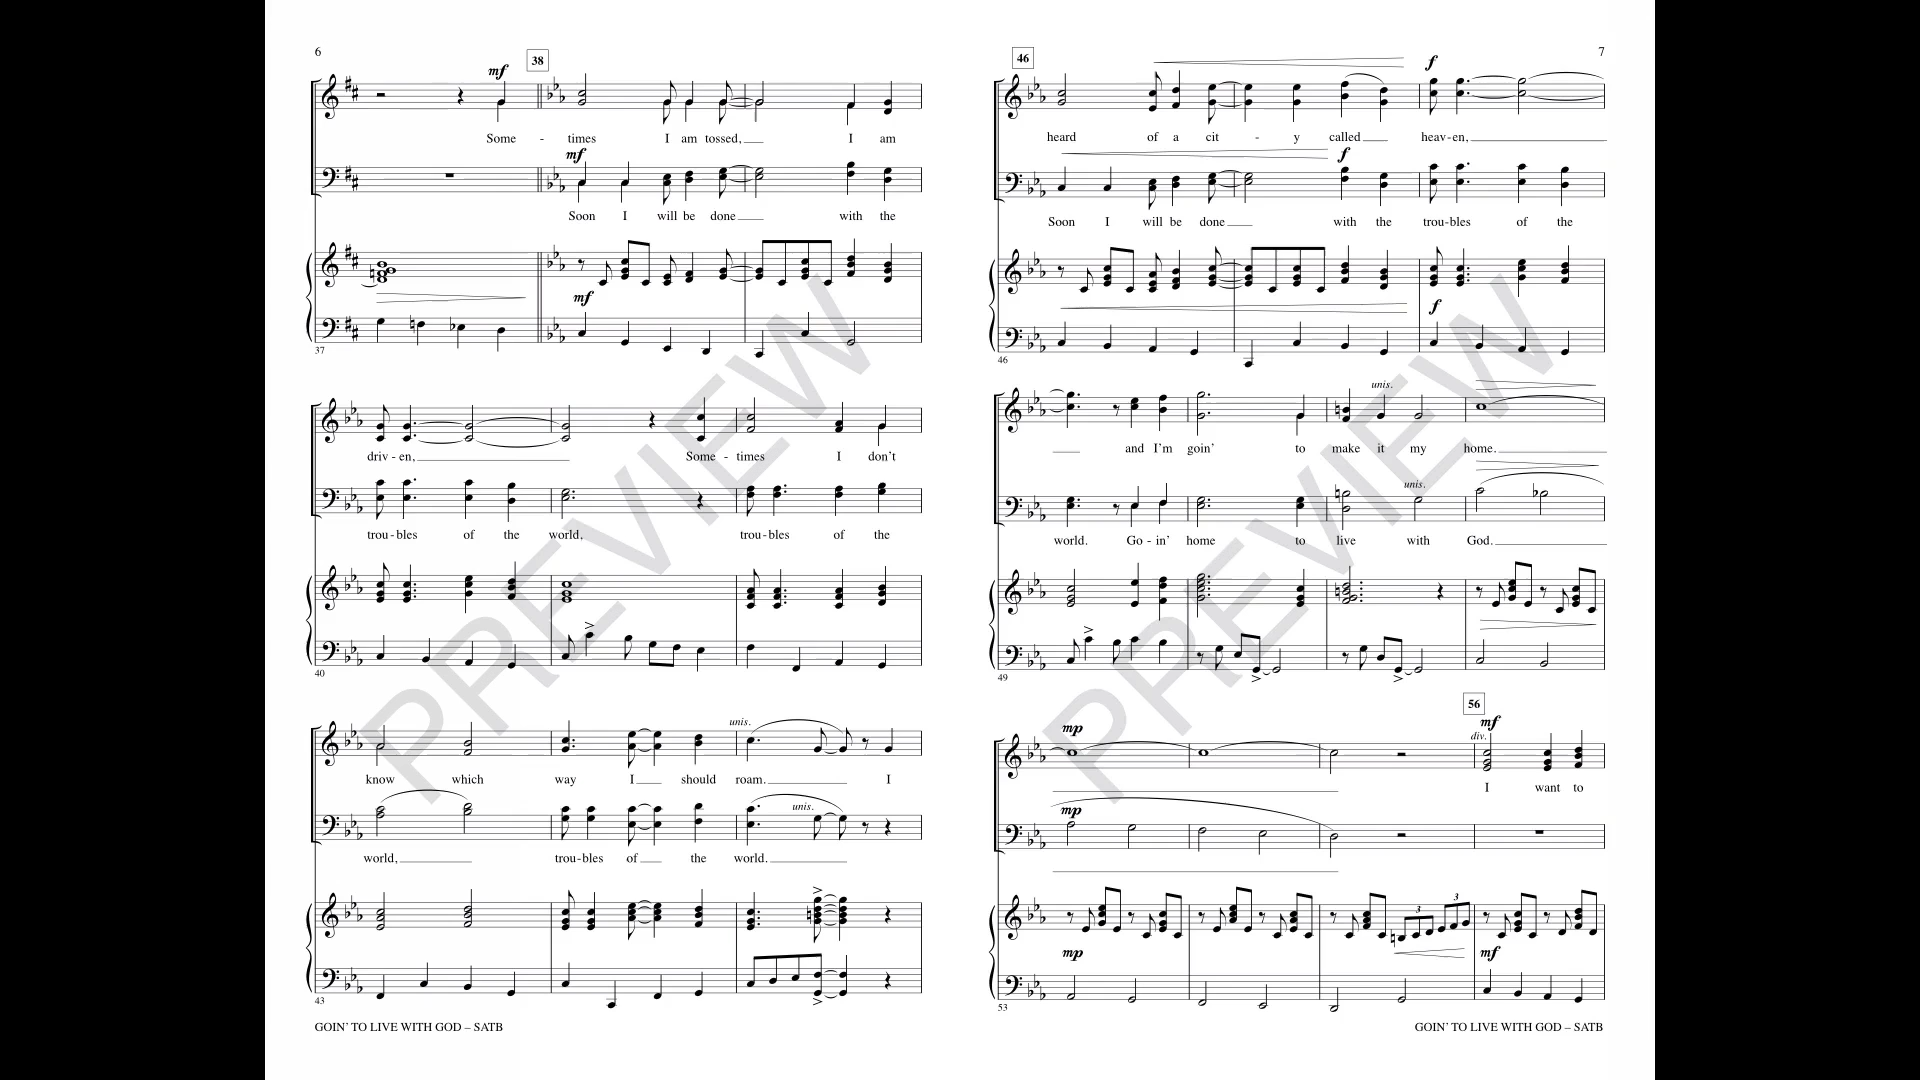 6
38
mf
Some - times I am tossed, I am
mf
Soon I will be done with the
mf
37
driv - en, Some - times I don't
trou - bles of the world, trou - bles of the
40
unis.
know which way I should roam. I
unis.
world, trou - bles of the world.
43
GOIN' TO LIVE WITH GOD – SATB
PREVIEW
46
7
f
heard of a cit - y called heav - en,
f
Soon I will be done with the trou - bles of the
f
46
unis.
and I'm goin' to make it my home.
unis.
world. Go - in' home to live with God.
49
56
mp
mf
div.
I want to
mp
3
3
mp
mf
53
GOIN' TO LIVE WITH GOD – SATB
PREVIEW